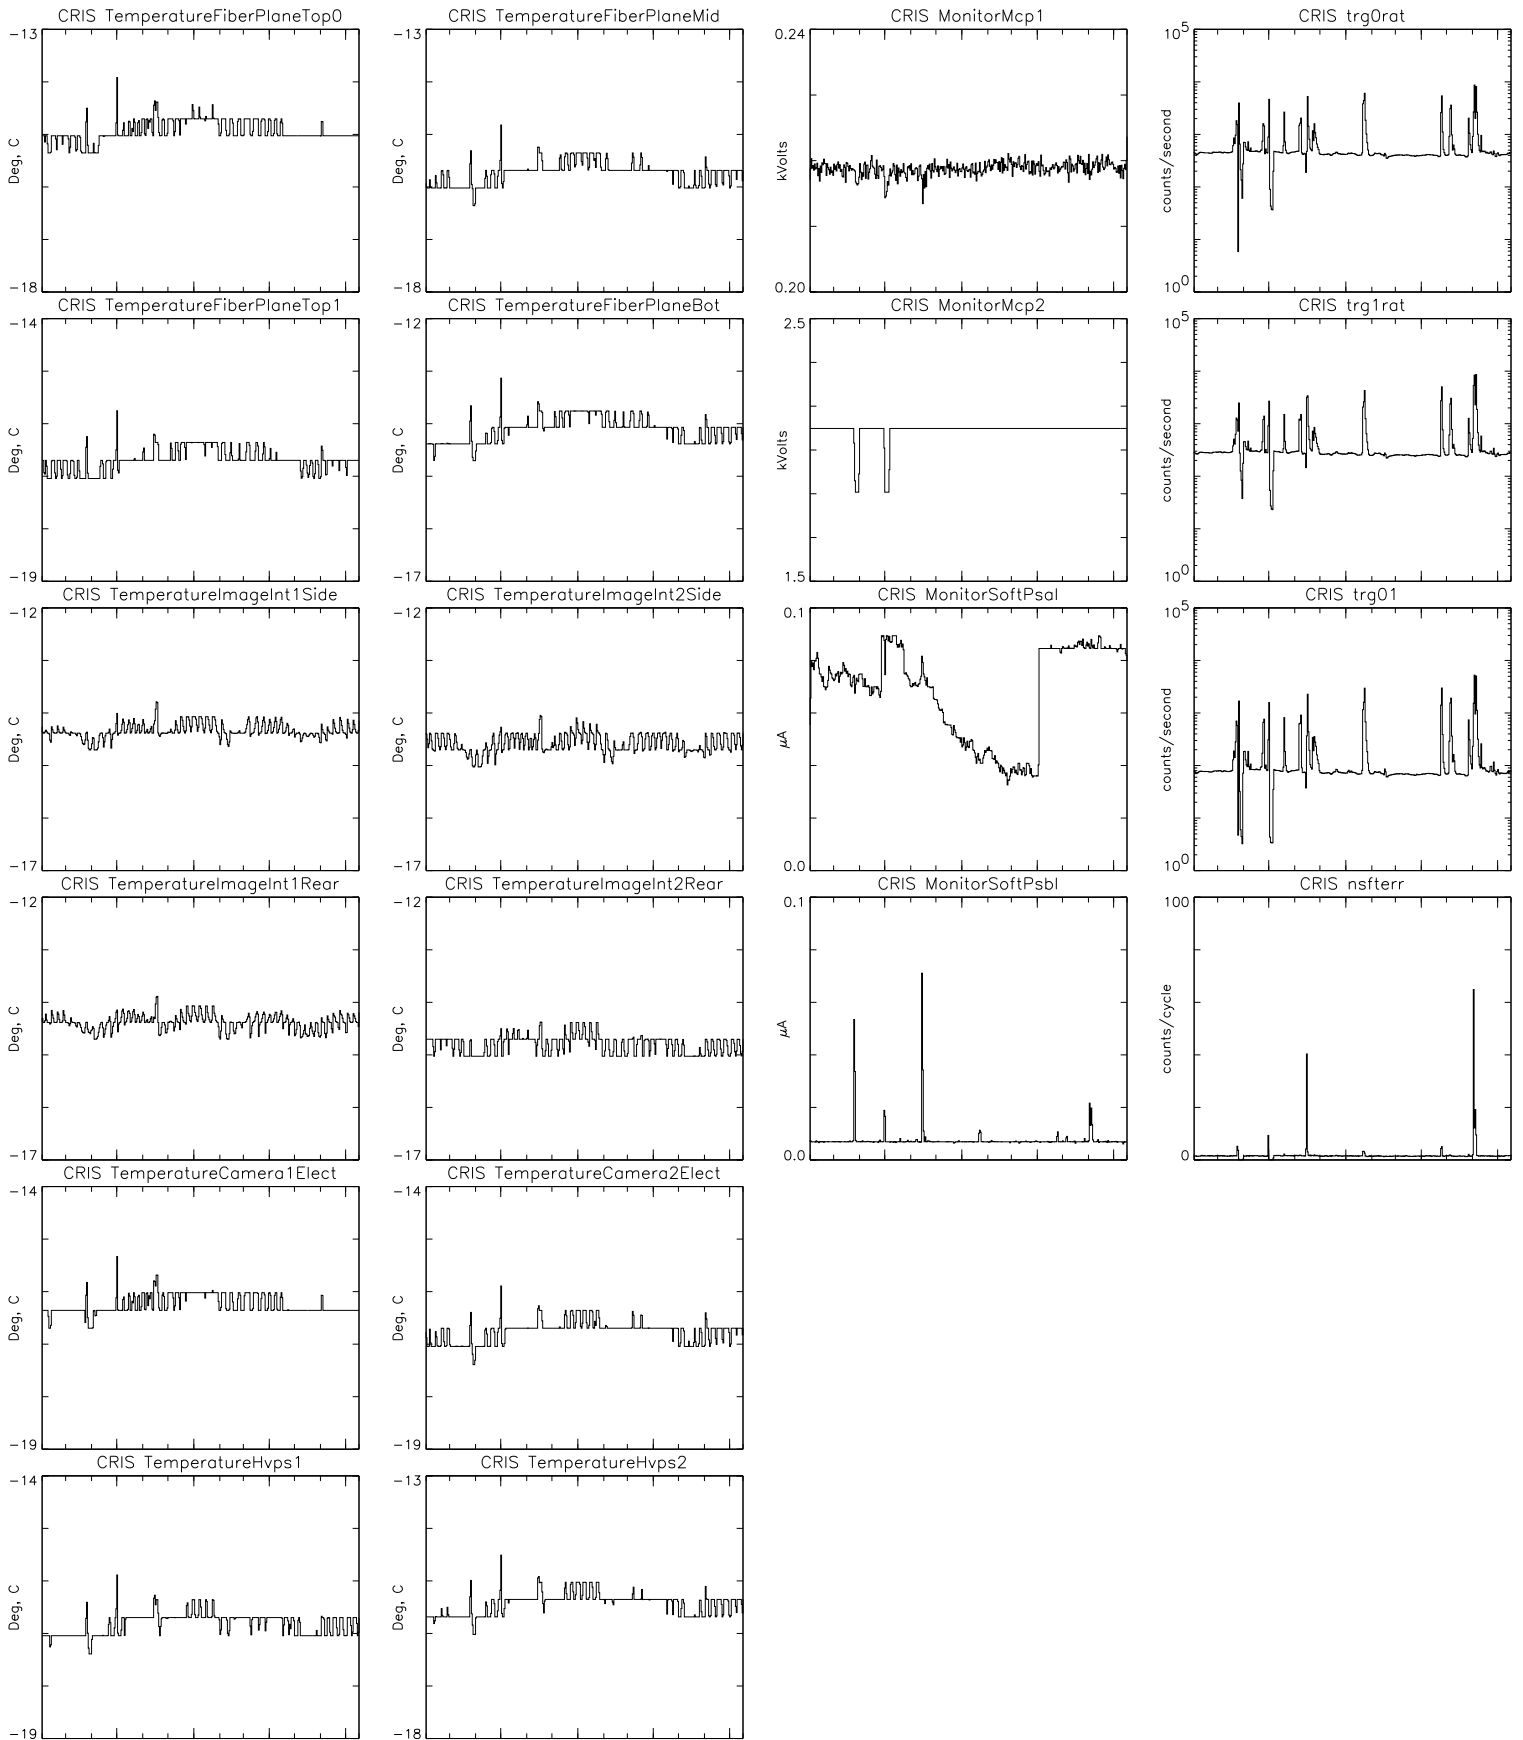 CRIS TemperatureFiberPlaneTop0
-13
Deg, C
-18
CRIS TemperatureFiberPlaneMid
-13
-18
CRIS MonitorMcp1
0.24
kVolts
0.20
CRIS trg0rat
10^5
counts/second
10^0
CRIS TemperatureFiberPlaneTop1
-14
Deg, C
-19
CRIS TemperatureFiberPlaneBot
-12
Deg, C
-17
CRIS MonitorMcp2
2.5
kVolts
1.5
CRIS trg1rat
10^5
counts/second
10^0
CRIS TemperatureImageInt1Side
-12
Deg, C
-17
CRIS TemperatureImageInt2Side
-12
Deg, C
-17
CRIS MonitorSoftPsaI
0.1
μA
0.0
CRIS trg01
10^5
counts/second
10^0
CRIS TemperatureImageInt1Rear
-12
Deg, C
-17
CRIS TemperatureImageInt2Rear
-12
Deg, C
-17
CRIS MonitorSoftPsbI
0.1
μA
0.0
CRIS nsfterr
100
counts/cycle
0
CRIS TemperatureCamera1Elect
-14
Deg, C
-19
CRIS TemperatureCamera2Elect
-14
Deg, C
-19
CRIS TemperatureHvps1
-14
Deg, C
-19
CRIS TemperatureHvps2
-13
Deg, C
-18